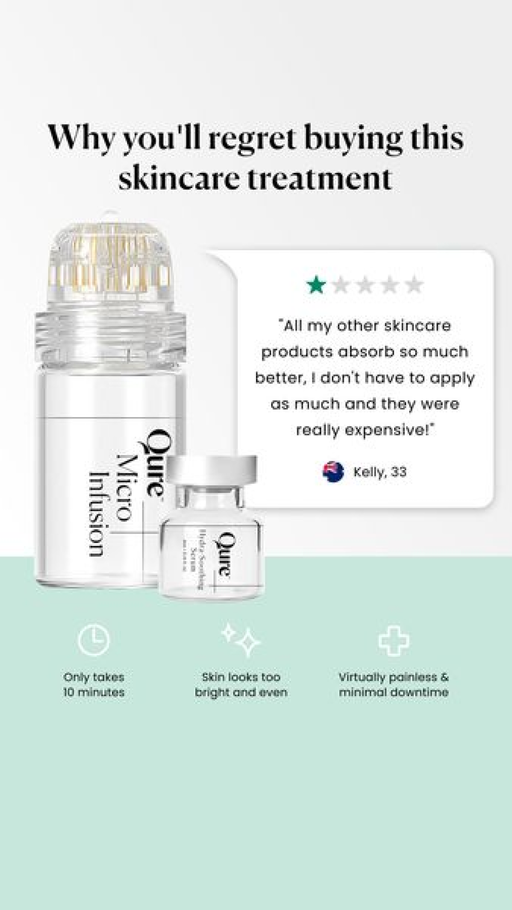 Why you'll regret buying this
skincare treatment
"All my other skincare
products absorb so much
better, I don't have to apply
as much and they were
really expensive!"
Kelly, 33
Qure
Micro
Infusion
Qure
Hydra-Soothing
Serum
Only takes
10 minutes
Skin looks too
bright and even
Virtually painless &
minimal downtime